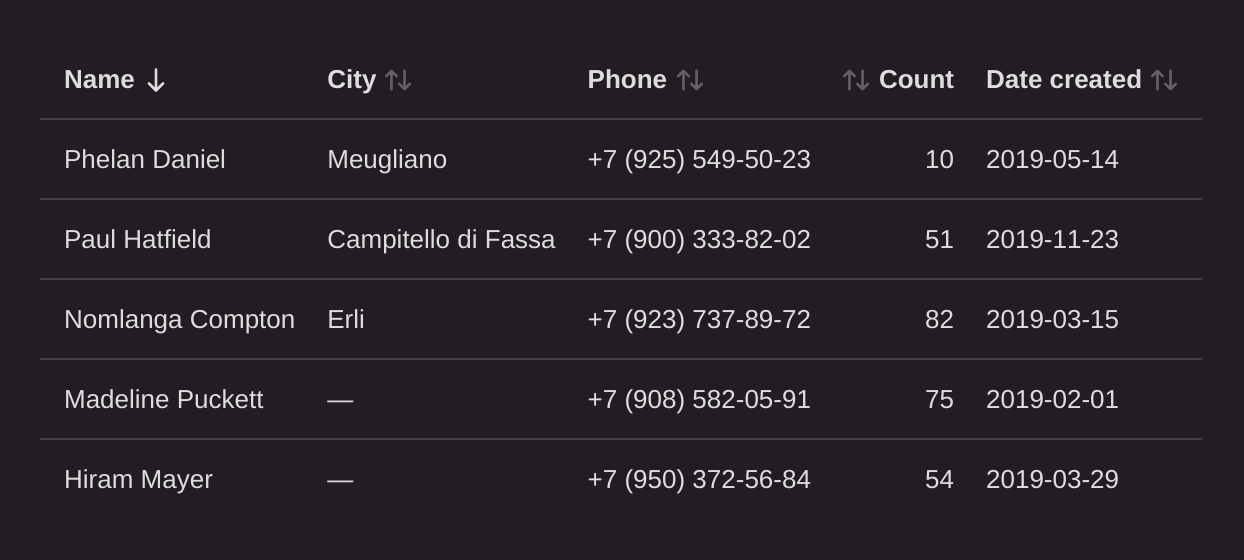 Name City Phone Count Date created
Phelan Daniel Meugliano +7 (925) 549-50-23 10 2019-05-14
Paul Hatfield Campitello di Fassa +7 (900) 333-82-02 51 2019-11-23
Nomlanga Compton Erli +7 (923) 737-89-72 82 2019-03-15
Madeline Puckett — +7 (908) 582-05-91 75 2019-02-01
Hiram Mayer — +7 (950) 372-56-84 54 2019-03-29